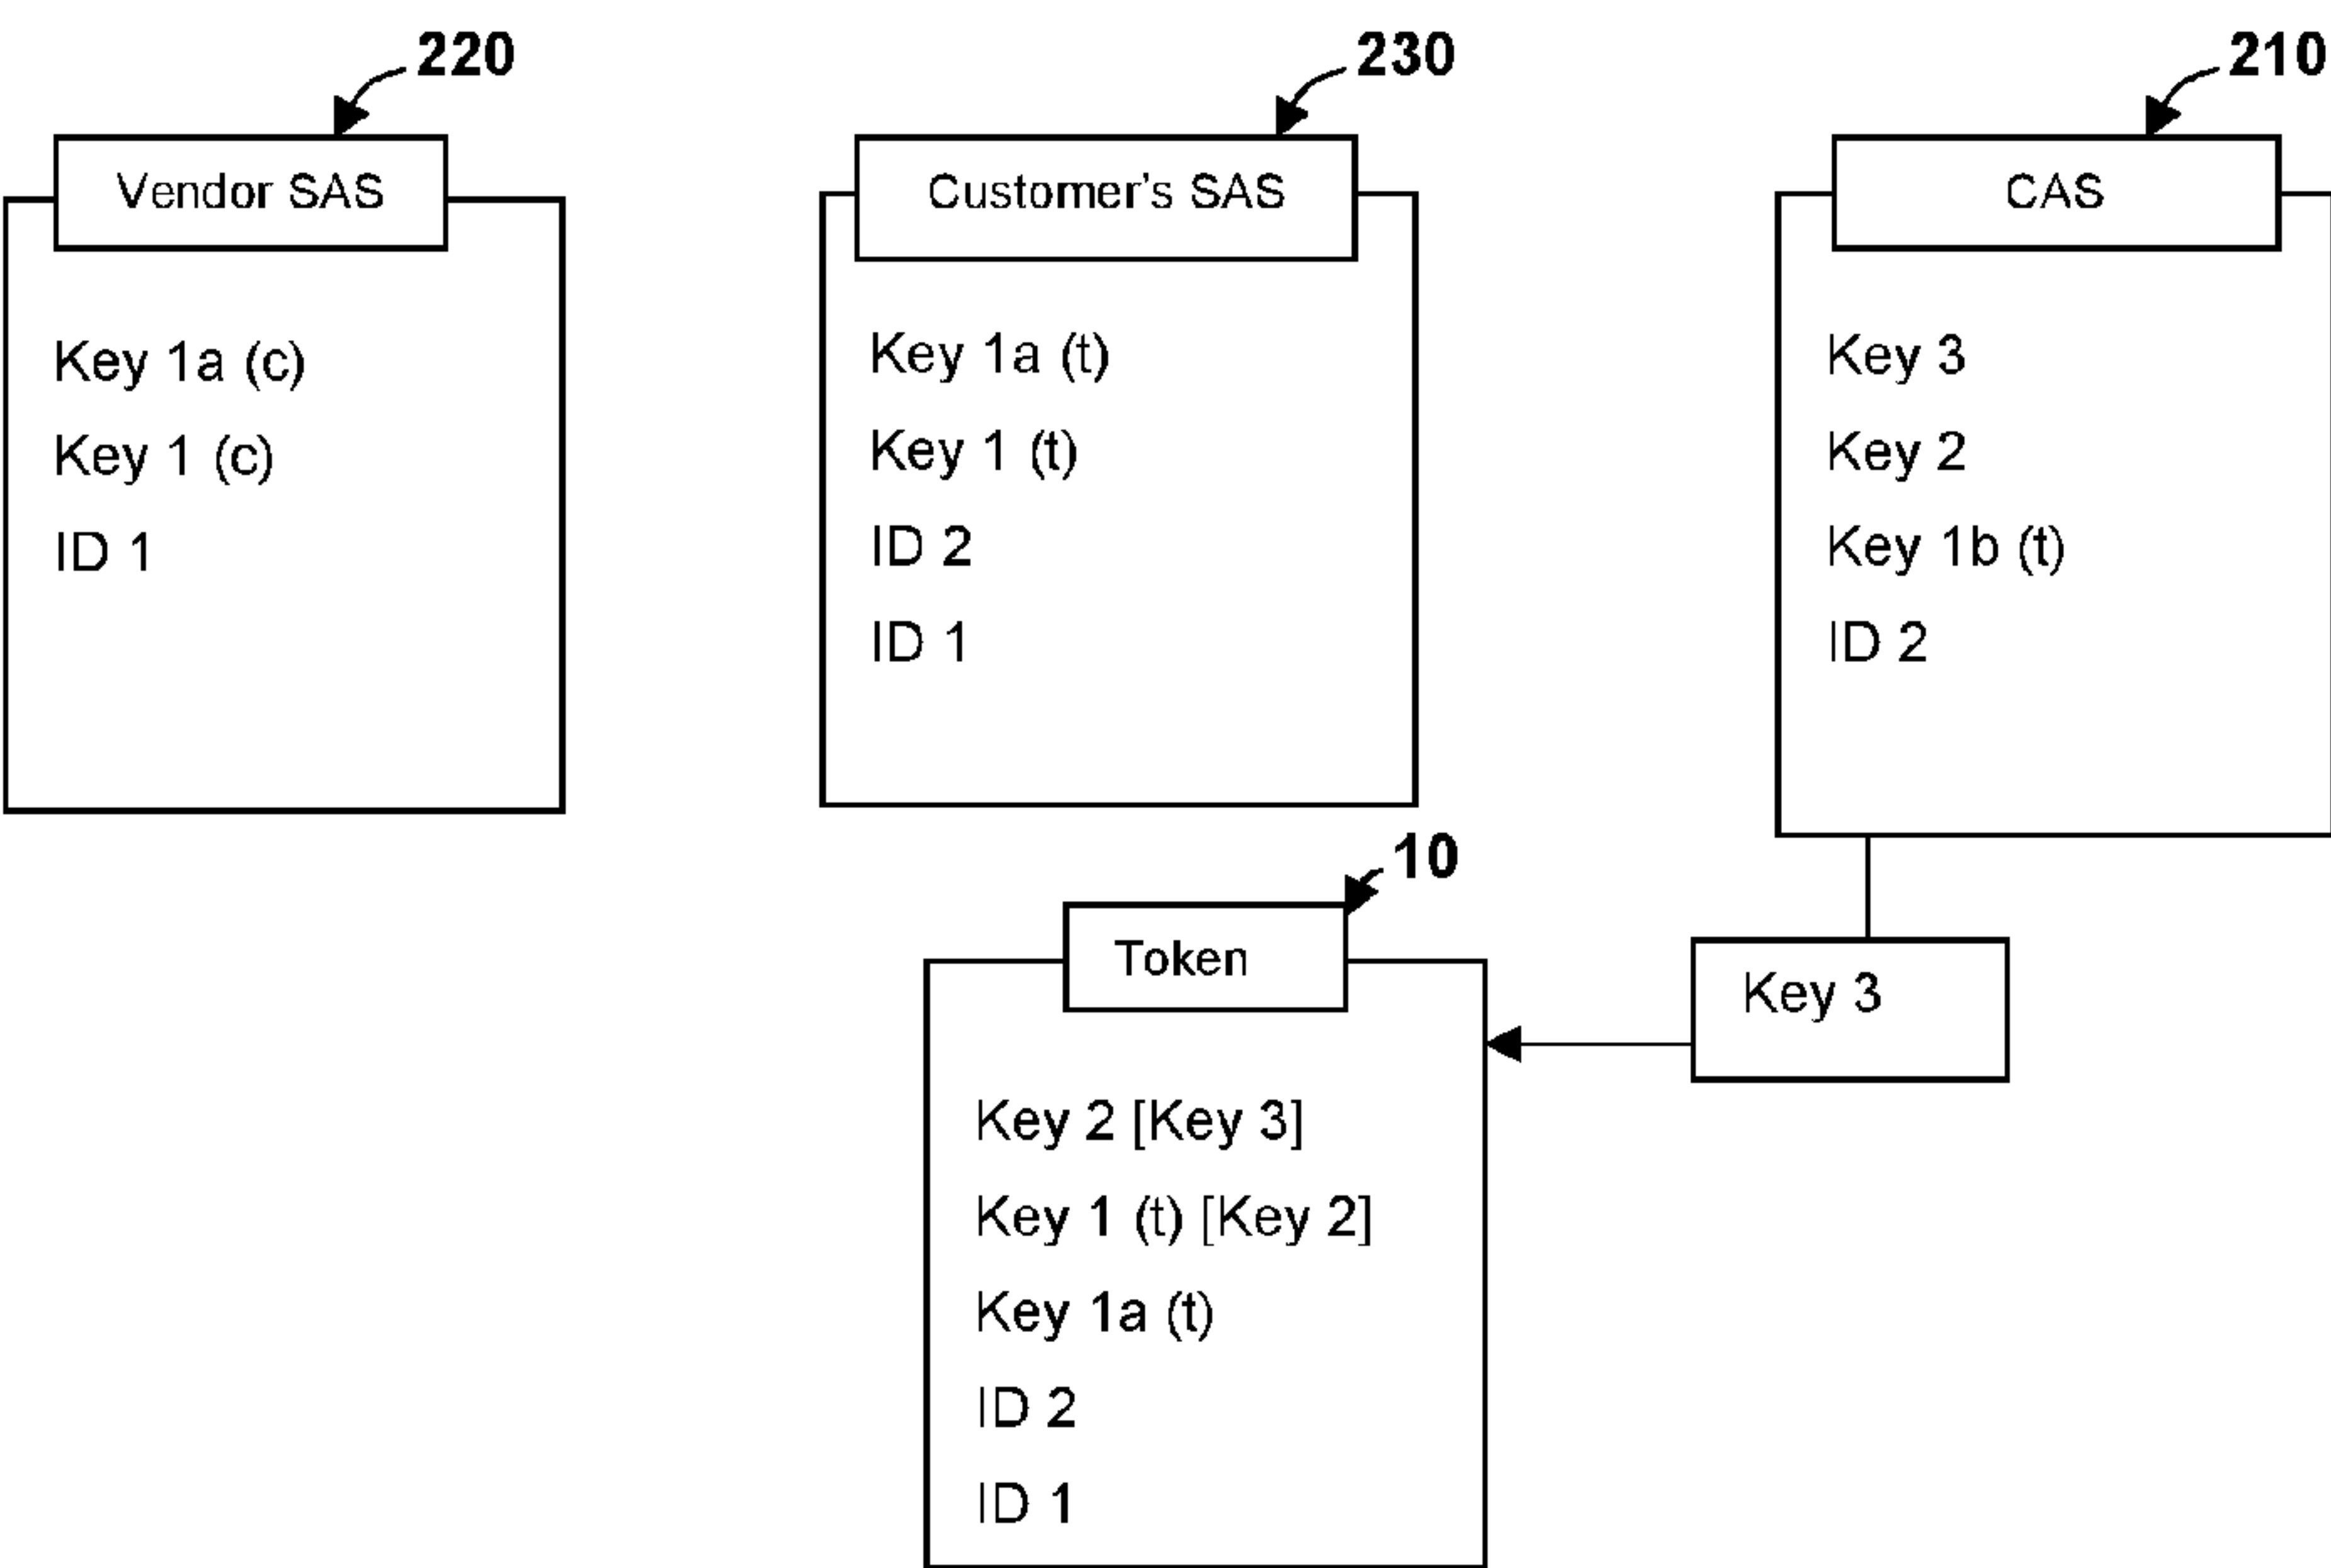 220
Vendor SAS
Key 1a (c)
Key 1 (c)
ID 1
230
Customer's SAS
Key 1a (t)
Key 1 (t)
ID 2
ID 1
210
CAS
Key 3
Key 2
Key 1b (t)
ID 2
10
Token
Key 2 [Key 3]
Key 1 (t) [Key 2]
Key 1a (t)
ID 2
ID 1
Key 3